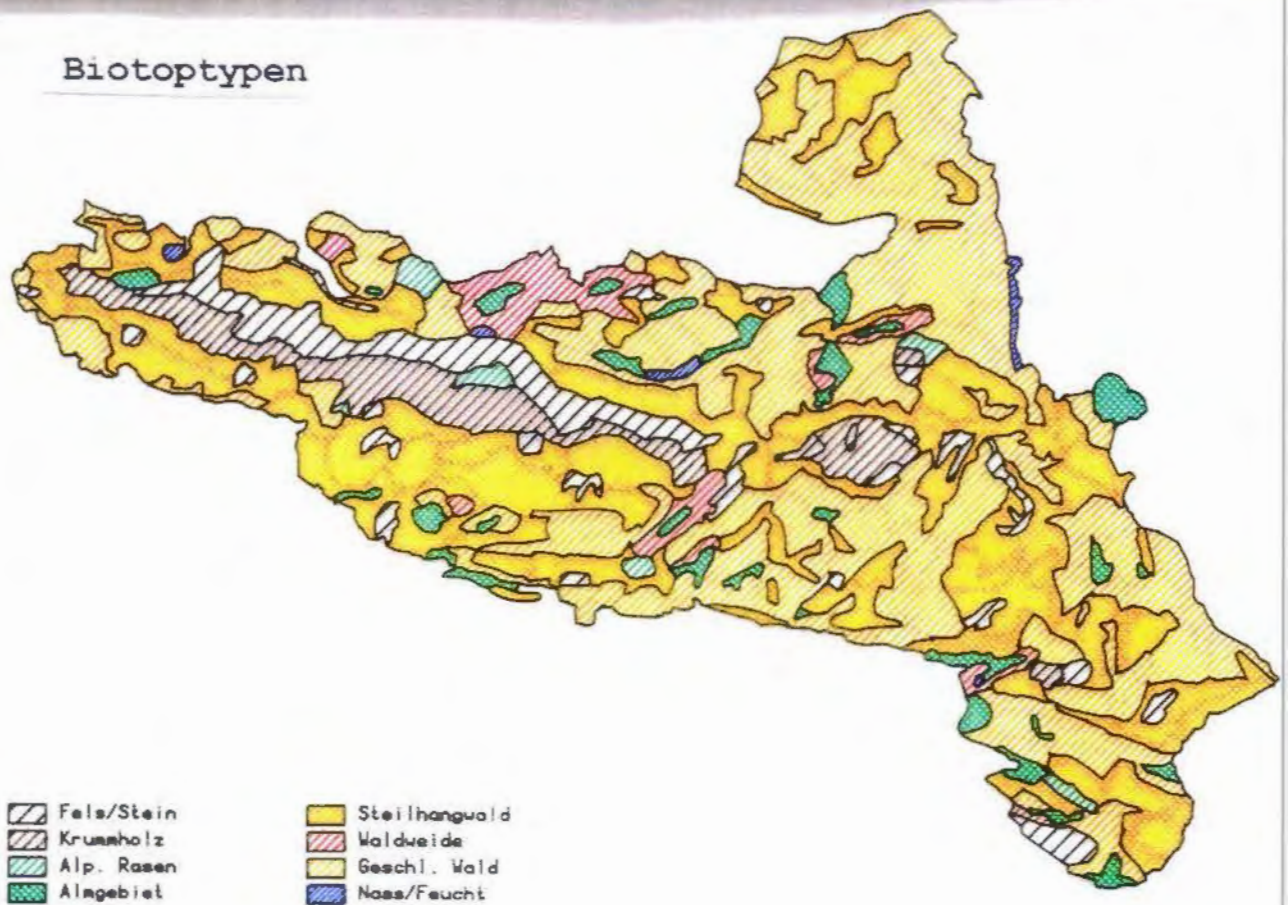 Biotoptypen
Fels/Stein
Krummholz
Alp. Rasen
Almgebiet
Steilhangwald
Waldweide
Geschl. Wald
Nass/Feucht